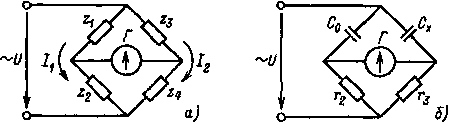 z₁
z₃
Г
~U
I₁
I₂
z₂
z₄
а)
C₀
Cₓ
Г
~U
r₂
r₃
б)